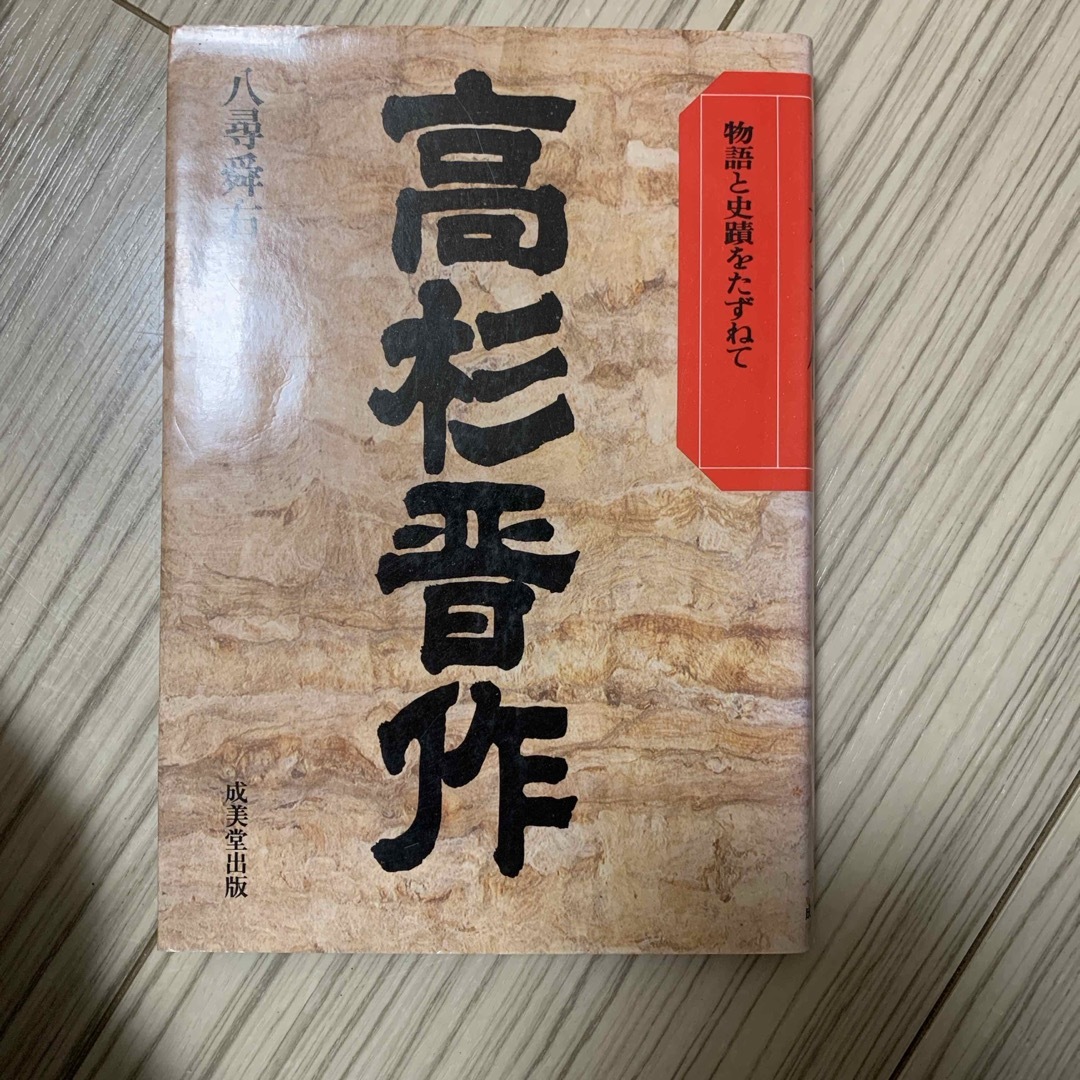 物語と史蹟をたずねて
高杉晋作
八尋舜右
成美堂出版